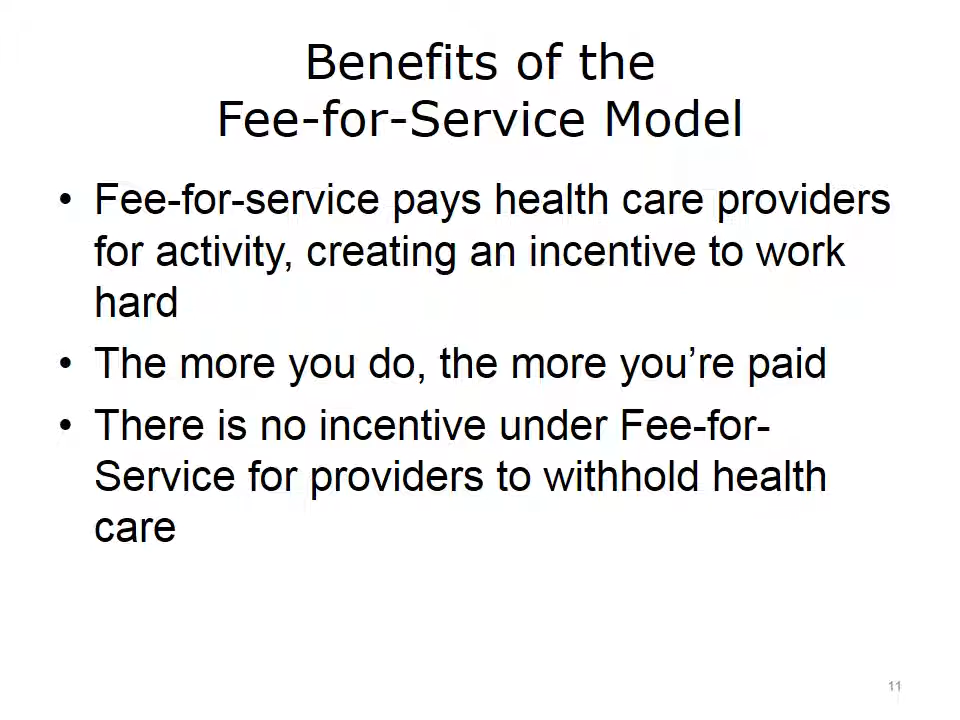 Benefits of the
Fee-for-Service Model
• Fee-for-service pays health care providers
for activity, creating an incentive to work
hard
• The more you do, the more you’re paid
• There is no incentive under Fee-for-
Service for providers to withhold health
care
11